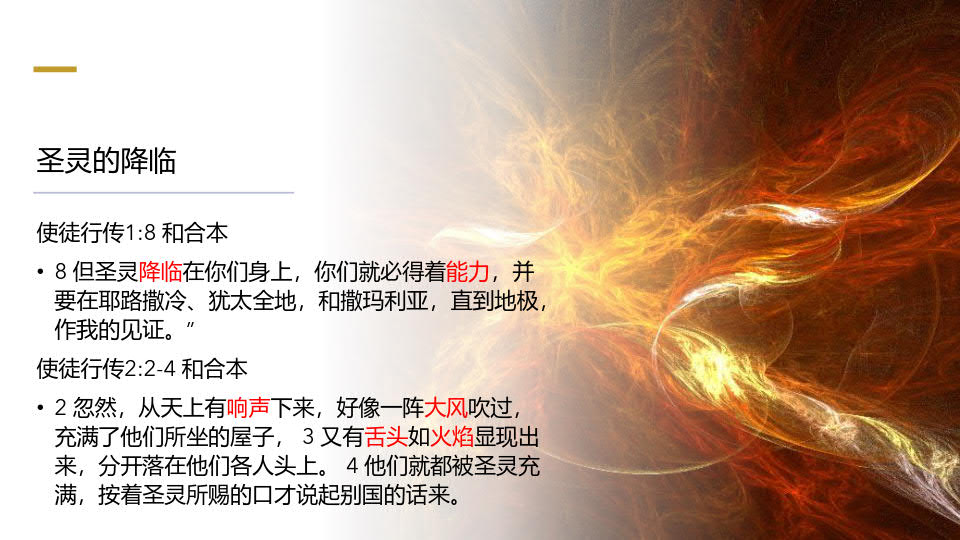 圣灵的降临
使徒行传1:8 和合本
• 8 但圣灵降临在你们身上，你们就必得着能力，并
要在耶路撒冷、犹太全地，和撒玛利亚，直到地极，
作我的见证。”
使徒行传2:2-4 和合本
• 2 忽然，从天上有响声下来，好像一阵大风吹过，
充满了他们所坐的屋子， 3 又有舌头如火焰显现出
来，分开落在他们各人头上。 4 他们就都被圣灵充
满，按着圣灵所赐的口才说起别国的话来。